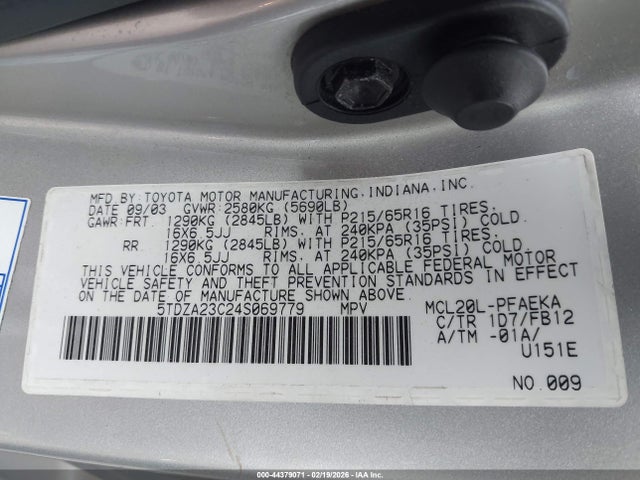 MFD.BY:TOYOTA MOTOR MANUFACTURING,INDIANA,INC.
DATE 09/03 GVWR:2580KG (5690LB)
GAWR:FRT 1290KG (2845LB) WITH P215/65R16 TIRES.
16X6.5JJ RIMS. AT 240KPA (35PSI) COLD
RR 1290KG (2845LB) WITH P215/65R16 TIRES.
16X6.5JJ RIMS. AT 240KPA (35PSI) COLD
THIS VEHICLE CONFORMS TO ALL APPLICABLE FEDERAL MOTOR
VEHICLE SAFETY AND THEFT PREVENTION STANDARDS IN EFFECT
ON THE DATE OF MANUFACTURE SHOWN ABOVE.
5TDZA23C24S069779 MPV MCL20L-PFAEKA
C/TR 1D7/FB12
A/TM -01A/
U151E
NO.009
000-44379071 - 02/19/2026 - IAAI.COM